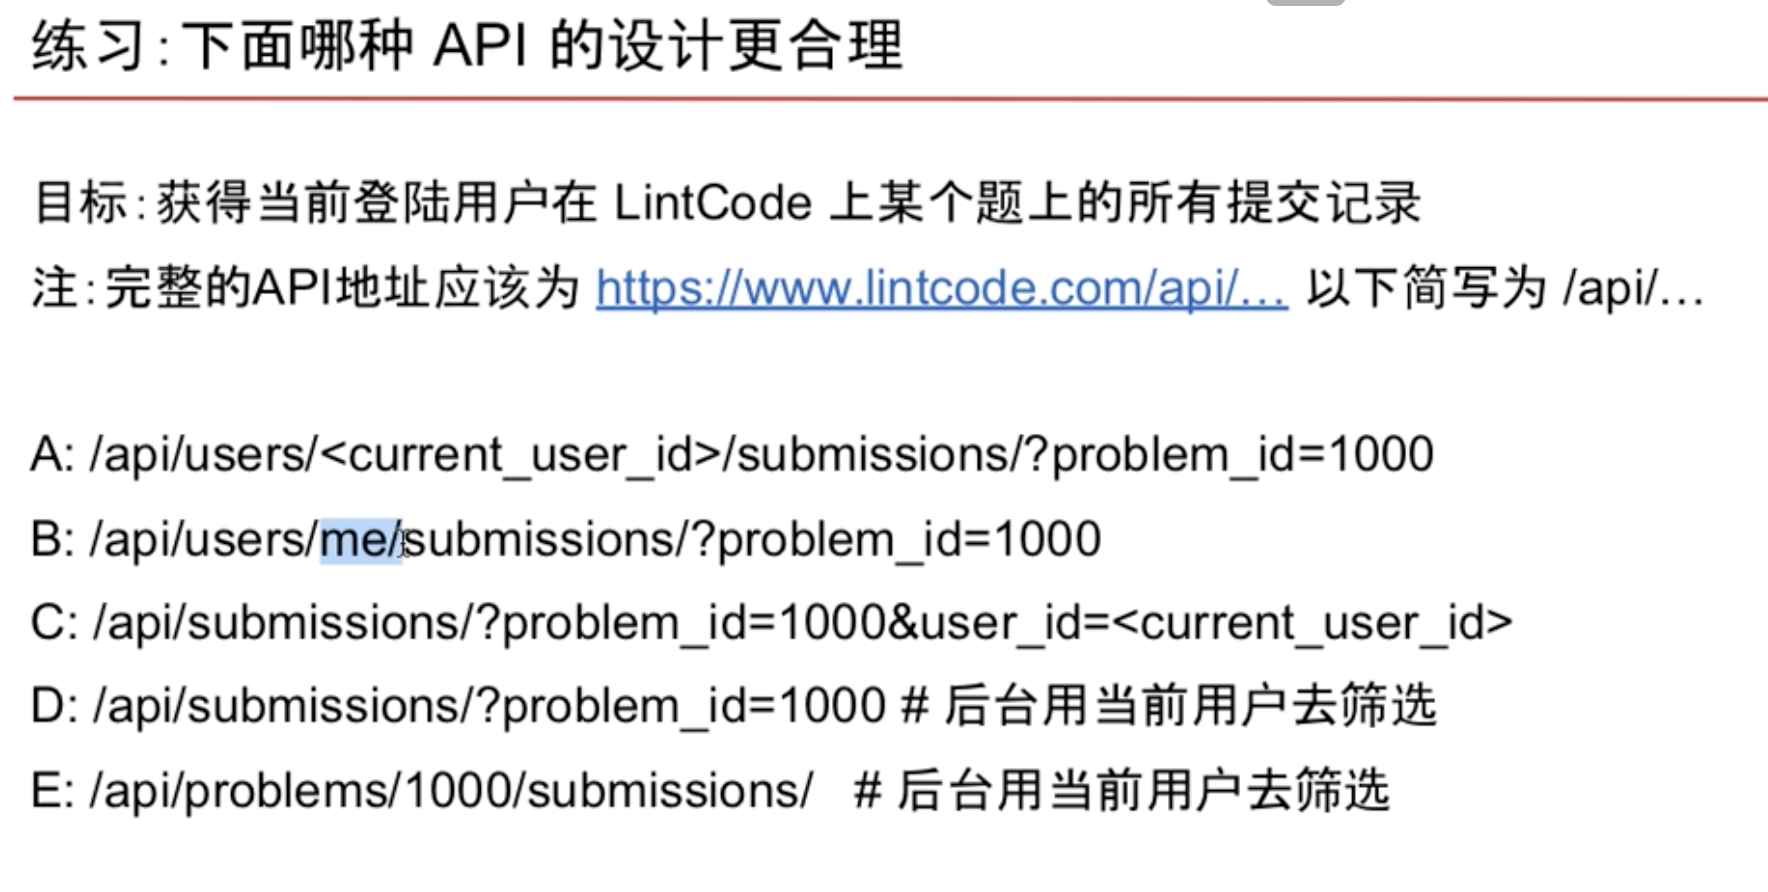 练习：下面哪种 API 的设计更合理
目标：获得当前登陆用户在 LintCode 上某个题上的所有提交记录
注：完整的API地址应该为 https://www.lintcode.com/api/... 以下简写为 /api/...
A: /api/users/<current_user_id>/submissions/?problem_id=1000
B: /api/users/me/submissions/?problem_id=1000
C: /api/submissions/?problem_id=1000&user_id=<current_user_id>
D: /api/submissions/?problem_id=1000 # 后台用当前用户去筛选
E: /api/problems/1000/submissions/ # 后台用当前用户去筛选